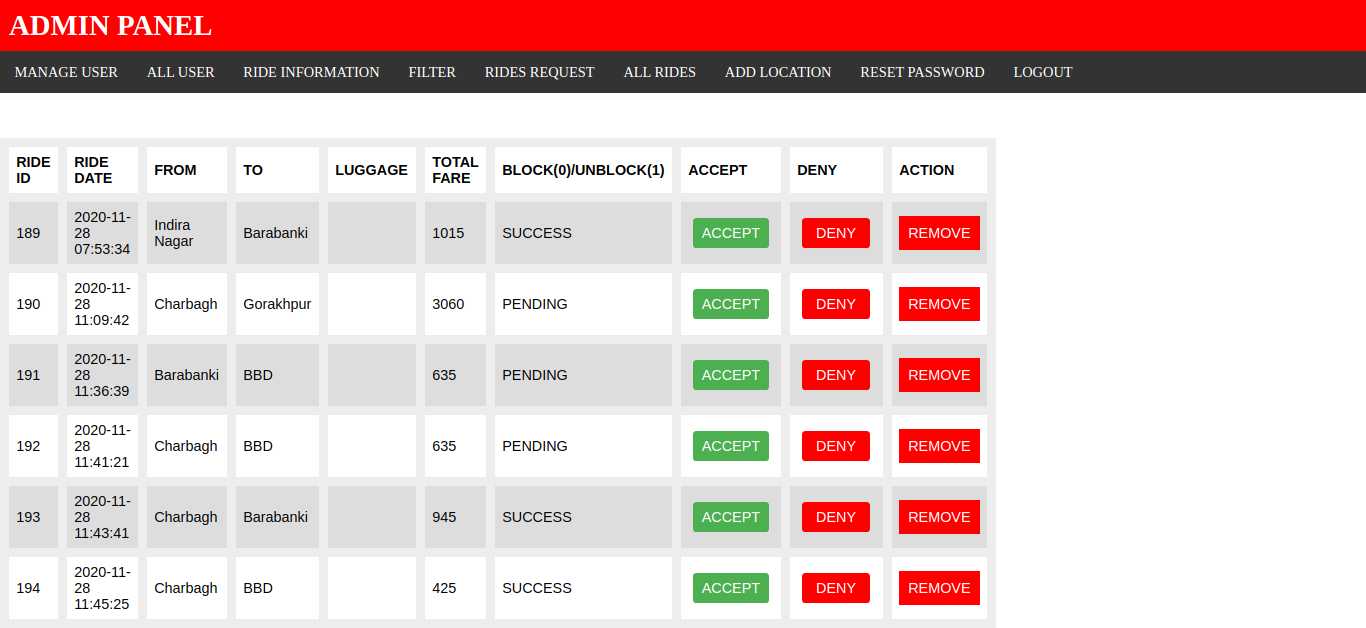 ADMIN PANEL
MANAGE USER ALL USER RIDE INFORMATION FILTER RIDES REQUEST ALL RIDES ADD LOCATION RESET PASSWORD LOGOUT
RIDE ID RIDE DATE FROM TO LUGGAGE TOTAL FARE BLOCK(0)/UNBLOCK(1) ACCEPT DENY ACTION
189 2020-11-28 07:53:34 Indira Nagar Barabanki 1015 SUCCESS ACCEPT DENY REMOVE
190 2020-11-28 11:09:42 Charbagh Gorakhpur 3060 PENDING ACCEPT DENY REMOVE
191 2020-11-28 11:36:39 Barabanki BBD 635 PENDING ACCEPT DENY REMOVE
192 2020-11-28 11:41:21 Charbagh BBD 635 PENDING ACCEPT DENY REMOVE
193 2020-11-28 11:43:41 Charbagh Barabanki 945 SUCCESS ACCEPT DENY REMOVE
194 2020-11-28 11:45:25 Charbagh BBD 425 SUCCESS ACCEPT DENY REMOVE